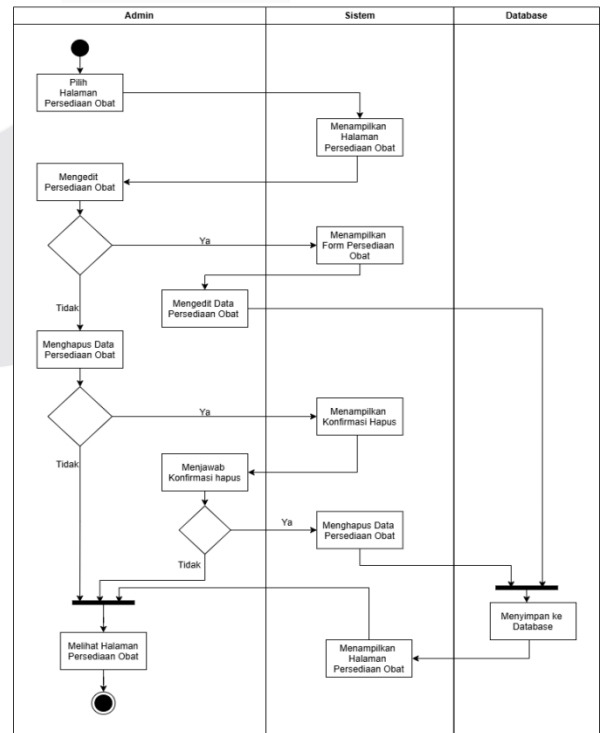 Admin
Sistem
Database
Pilih
Halaman
Persediaan Obat
Menampilkan
Halaman
Persediaan Obat
Mengedit
Persediaan Obat
Ya
Menampilkan
Form Persediaan
Obat
Mengedit Data
Persediaan Obat
Tidak
Menghapus Data
Persediaan Obat
Ya
Menampilkan
Konfirmasi Hapus
Tidak
Menjawab
Konfirmasi hapus
Ya
Menghapus Data
Persediaan Obat
Tidak
Menyimpan ke
Database
Melihat Halaman
Persediaan Obat
Menampilkan
Halaman
Persediaan Obat